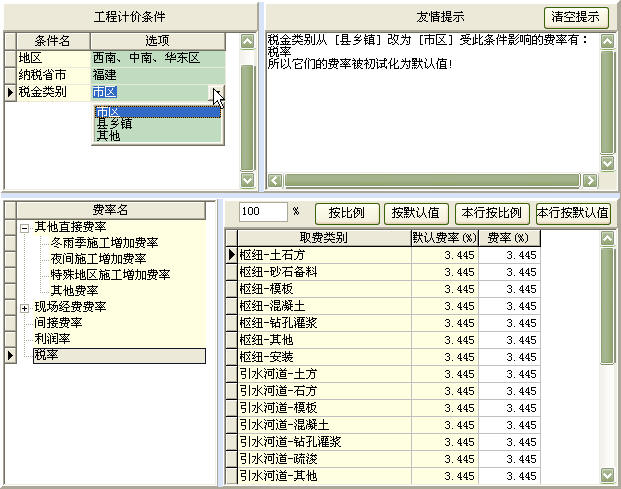 工程计价条件
条件名 选项
地区 西南、中南、华东区
纳税省市 福建
税金类别 市区
市区
县乡镇
其他
友情提示 清空提示
税金类别从 [县乡镇] 改为 [市区] 受此条件影响的费率有:
税率
所以它们的费率被初试化为默认值!
费率名
其他直接费率
冬雨季施工增加费率
夜间施工增加费率
特殊地区施工增加费率
其他费率
现场经费费率
间接费率
利润率
税率
100 % 按比例 按默认值 本行按比例 本行按默认值
取费类别 默认费率(%) 费率(%)
枢纽-土石方 3.445 3.445
枢纽-砂石备料 3.445 3.445
枢纽-模板 3.445 3.445
枢纽-混凝土 3.445 3.445
枢纽-钻孔灌浆 3.445 3.445
枢纽-其他 3.445 3.445
枢纽-安装 3.445 3.445
引水河道-土方 3.445 3.445
引水河道-石方 3.445 3.445
引水河道-模板 3.445 3.445
引水河道-混凝土 3.445 3.445
引水河道-钻孔灌浆 3.445 3.445
引水河道-疏浚 3.445 3.445
引水河道-其他 3.445 3.445